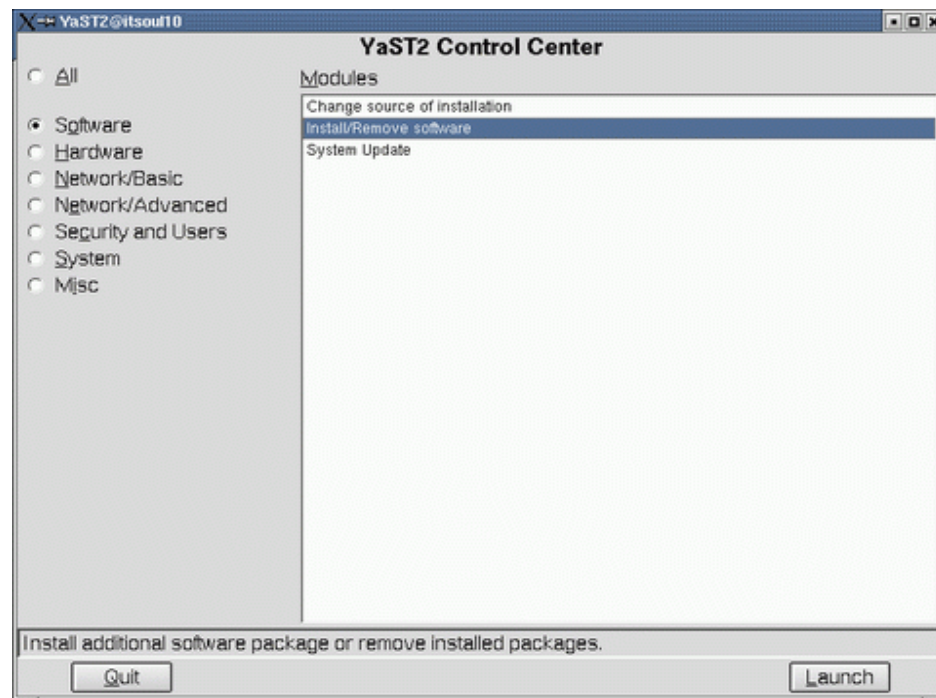 YaST2@itsoul10
YaST2 Control Center
All
Software
Hardware
Network/Basic
Network/Advanced
Security and Users
System
Misc
Modules
Change source of installation
Install/Remove software
System Update
Install additional software package or remove installed packages.
Quit
Launch